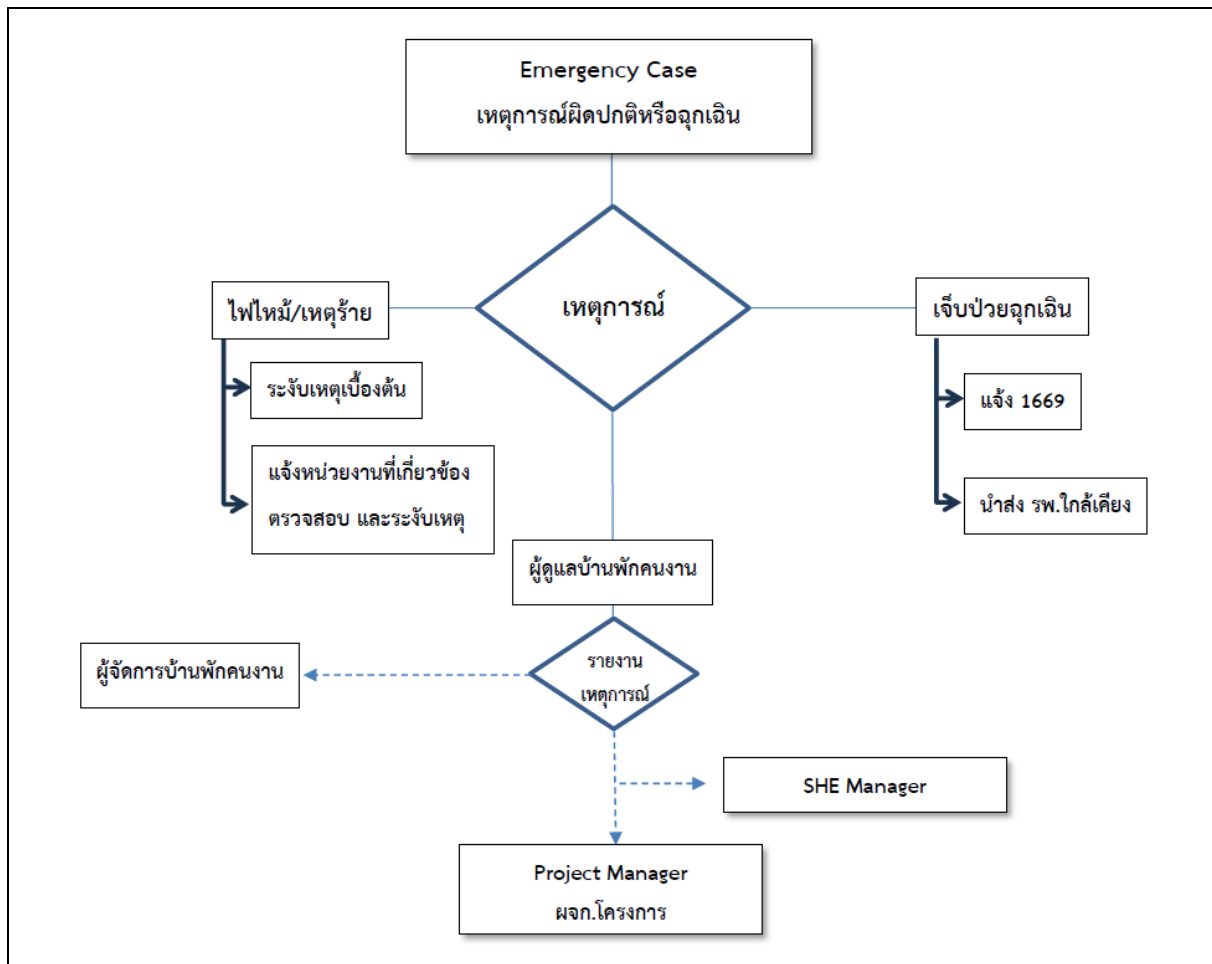 Emergency Case
เหตุการณ์ผิดปกติหรือฉุกเฉิน
เหตุการณ์
ไฟไหม้/เหตุร้าย
ระงับเหตุเบื้องต้น
แจ้งหน่วยงานที่เกี่ยวข้อง
ตรวจสอบ และระงับเหตุ
เจ็บป่วยฉุกเฉิน
แจ้ง 1669
นำส่ง รพ.ใกล้เคียง
ผู้ดูแลบ้านพักคนงาน
รายงาน
เหตุการณ์
ผู้จัดการบ้านพักคนงาน
SHE Manager
Project Manager
ผจก.โครงการ